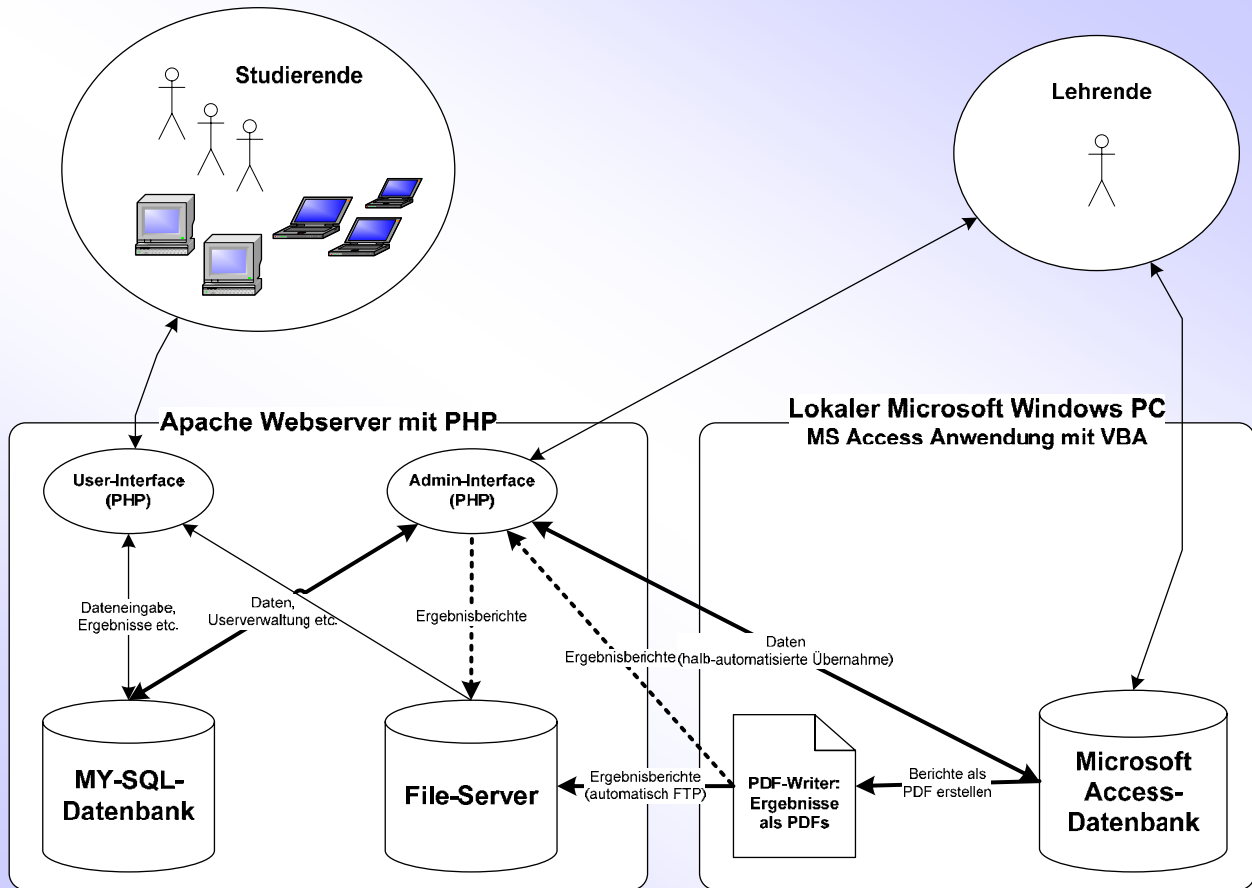 Studierende
Lehrende
Apache Webserver mit PHP
Lokaler Microsoft Windows PC
MS Access Anwendung mit VBA
User-Interface
(PHP)
Admin-Interface
(PHP)
Dateneingabe,
Ergebnisse etc.
Daten,
Userverwaltung etc.
Ergebnisberichte
Ergebnisberichte
Daten
(halb-automatisierte Übernahme)
MY-SQL-
Datenbank
File-Server
Ergebnisberichte
(automatisch FTP)
PDF-Writer:
Ergebnisse
als PDFs
Berichte als
PDF erstellen
Microsoft
Access-
Datenbank